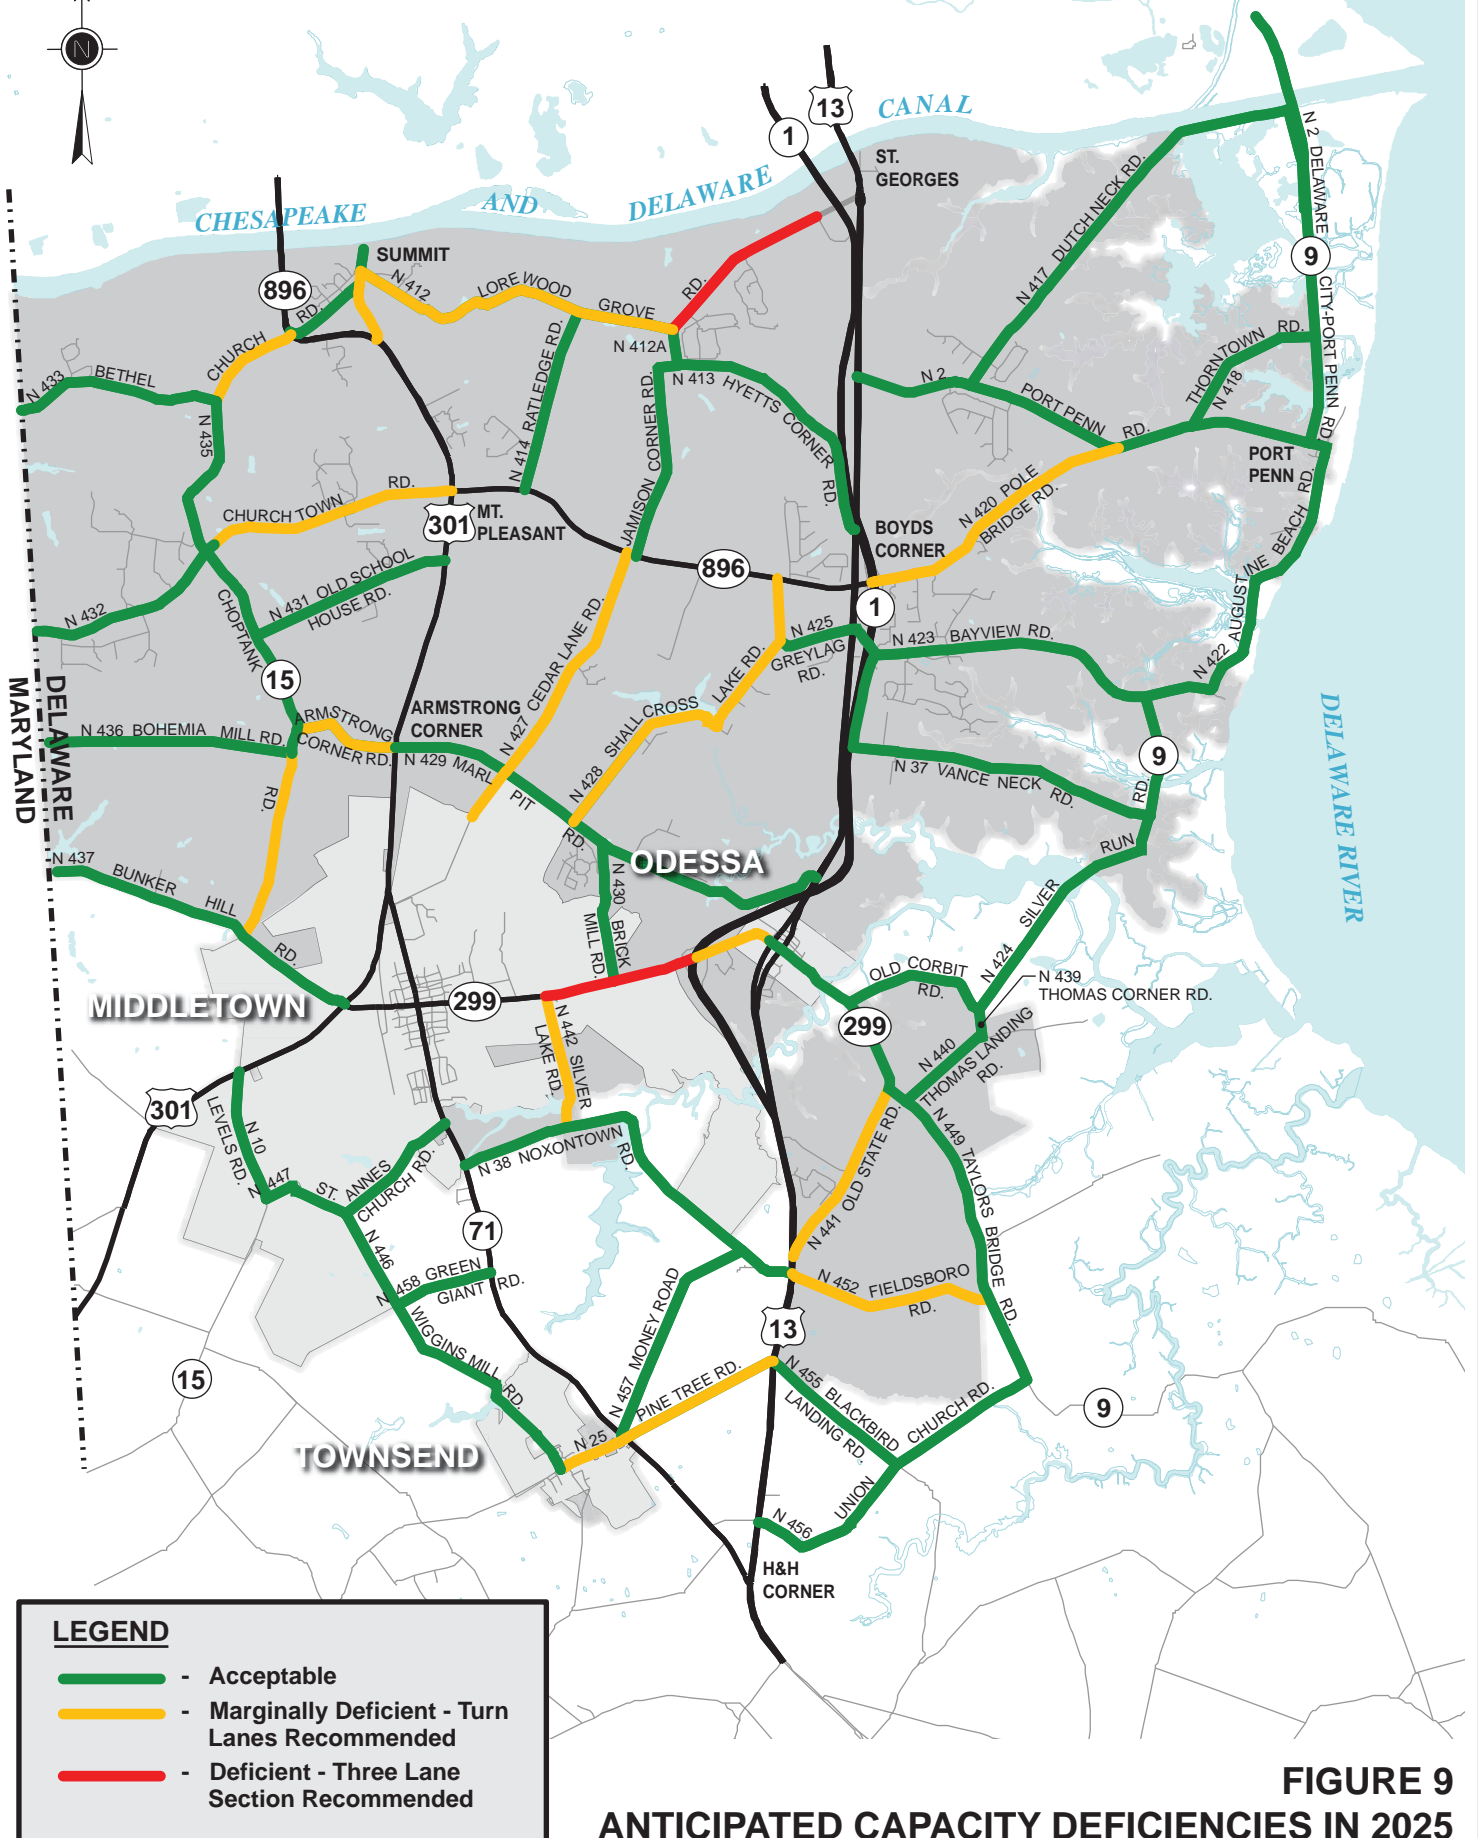 N
13
1
CANAL
ST.
GEORGES
CHESAPEAKE
AND
DELAWARE
SUMMIT
896
N 412
LORE WOOD
GROVE
RD.
CHURCH
RD.
N 412A
N 433
BETHEL
N 435
N 414 RATLEDGE RD.
JAMISON CORNER RD.
N 413
HYETTS
CORNER
RD.
N 417
DUTCH NECK RD.
N 2 DELAWARE
9
CITY-PORT PENN RD.
THORNTOWN
RD.
N 418
N 2
PORT PENN
RD.
PORT
PENN
CHURCH TOWN
RD.
301
MT.
PLEASANT
BOYDS
CORNER
N 420 POLE
BRIDGE RD.
896
1
N 432
CHOPTANK
N 431 OLD SCHOOL
HOUSE RD.
15
N 422 AUGUST INE BEACH RD.
N 425
GREYLAG
RD.
N 423 BAYVIEW RD.
MARYLAND
DELAWARE
N 436 BOHEMIA MILL RD.
ARMSTRONG
CORNER RD.
ARMSTRONG
CORNER
N 427 CEDAR LANE RD.
N 428 SHALLCROSS
LAKE RD.
N 429 MARL
PIT
RD.
N 37 VANCE NECK RD.
9
RD.
DELAWARE RIVER
RD.
N 437
BUNKER
HILL
RD.
ODESSA
N 430
BRICK
MILL RD.
RUN
SILVER
N 424
MIDDLETOWN
299
OLD CORBIT
RD.
N 439
THOMAS CORNER RD.
299
N 440
THOMAS LANDING
RD.
N 442 SILVER
LAKE RD.
301
LEVELS RD.
N 10
N 447
ST. ANNES
CHURCH RD.
N 38 NOXONTOWN
RD.
N 449 TAYLORS BRIDGE RD.
N 441 OLD STATE RD.
71
N 446
N 458 GREEN
GIANT RD.
N 452 FIELDSBORO
RD.
WIGGINS MILL RD.
N 457 MONEY ROAD
13
15
N 25
PINE TREE RD.
N 455 BLACKBIRD
LANDING RD.
CHURCH RD.
9
TOWNSEND
UNION
N 456
H&H
CORNER
LEGEND
- Acceptable
- Marginally Deficient - Turn
Lanes Recommended
- Deficient - Three Lane
Section Recommended
FIGURE 9
ANTICIPATED CAPACITY DEFICIENCIES IN 2025